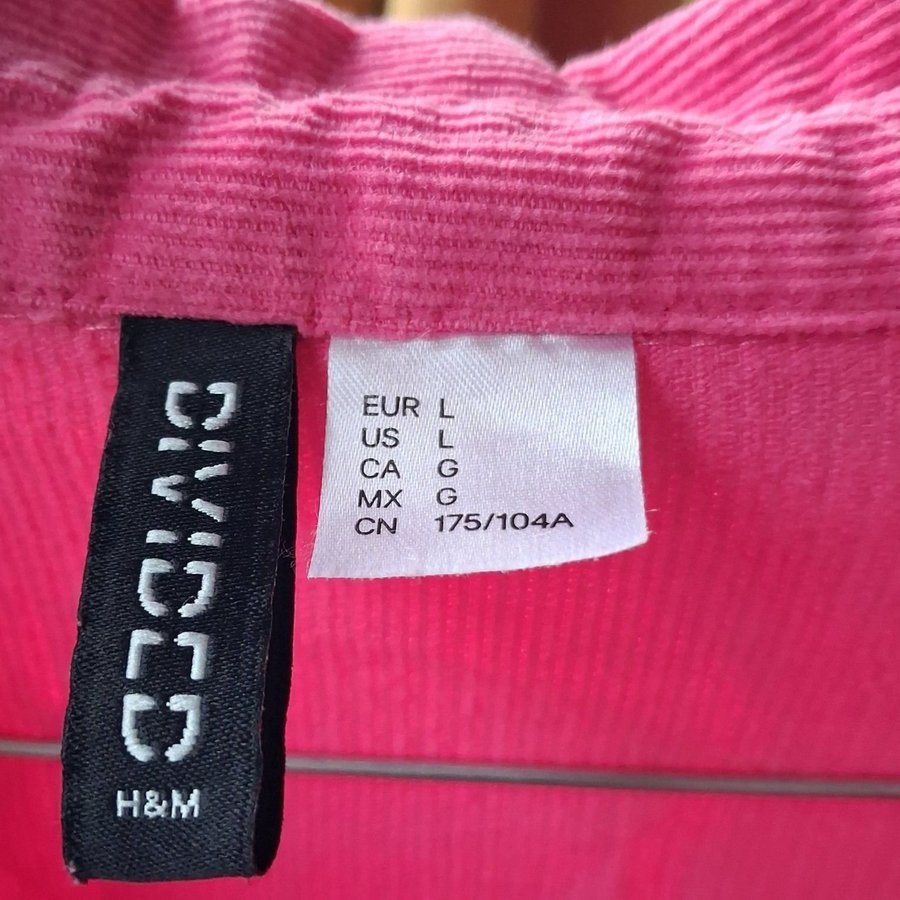 DIVIDED
H&M
EUR L
US L
CA G
MX G
CN 175/104A